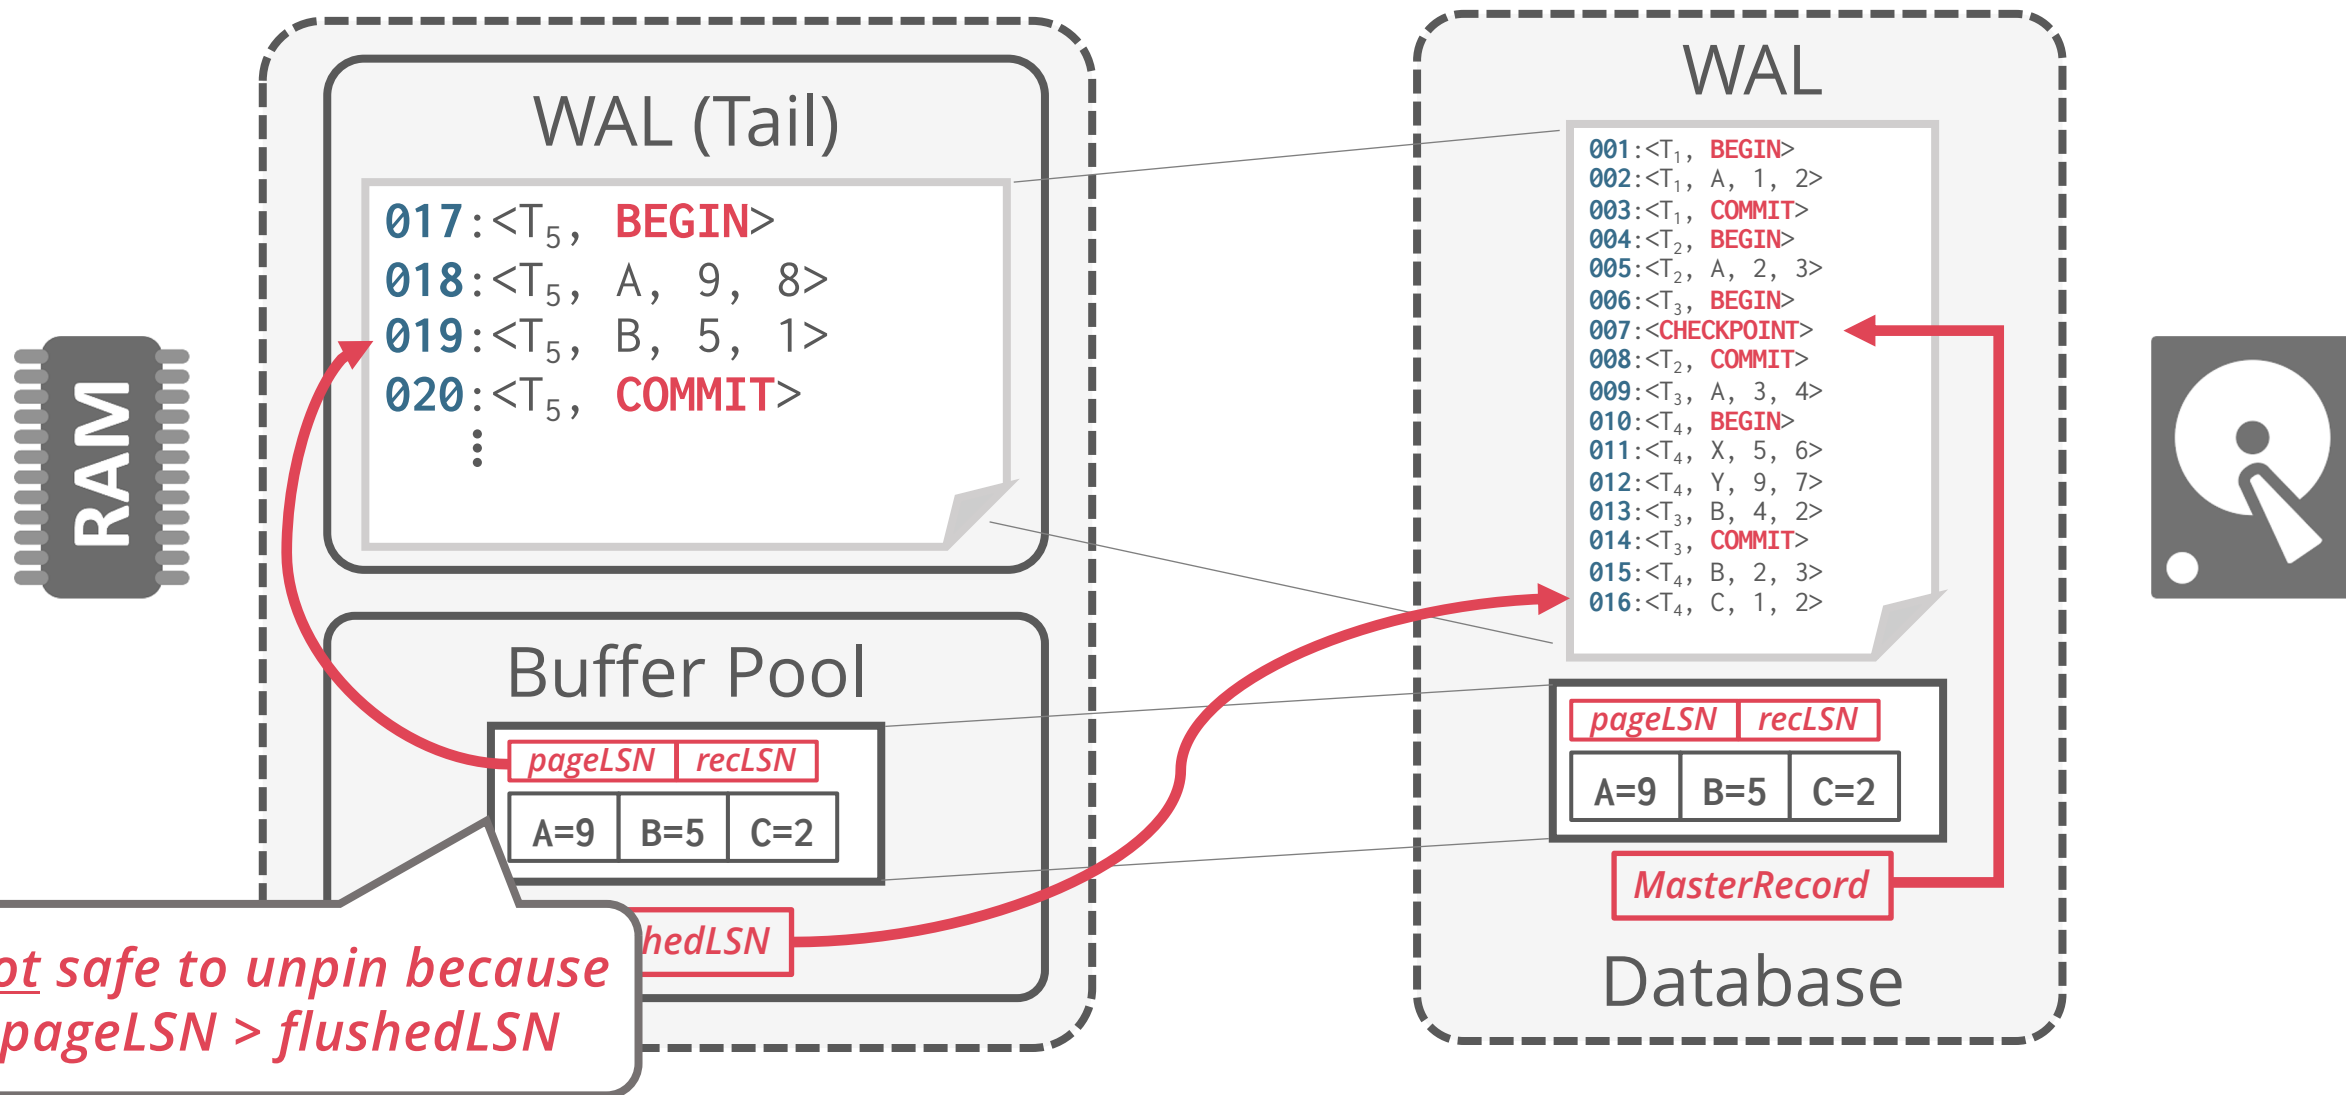 RAM
WAL (Tail)
017:<T5, BEGIN>
018:<T5, A, 9, 8>
019:<T5, B, 5, 1>
020:<T5, COMMIT>
⋮
Buffer Pool
pageLSN recLSN
A=9 B=5 C=2
hedLSN
ot safe to unpin because
pageLSN > flushedLSN
WAL
001:<T1, BEGIN>
002:<T1, A, 1, 2>
003:<T1, COMMIT>
004:<T2, BEGIN>
005:<T2, A, 2, 3>
006:<T3, BEGIN>
007:<CHECKPOINT>
008:<T2, COMMIT>
009:<T3, A, 3, 4>
010:<T4, BEGIN>
011:<T4, X, 5, 6>
012:<T4, Y, 9, 7>
013:<T3, B, 4, 2>
014:<T3, COMMIT>
015:<T4, B, 2, 3>
016:<T4, C, 1, 2>
pageLSN recLSN
A=9 B=5 C=2
MasterRecord
Database